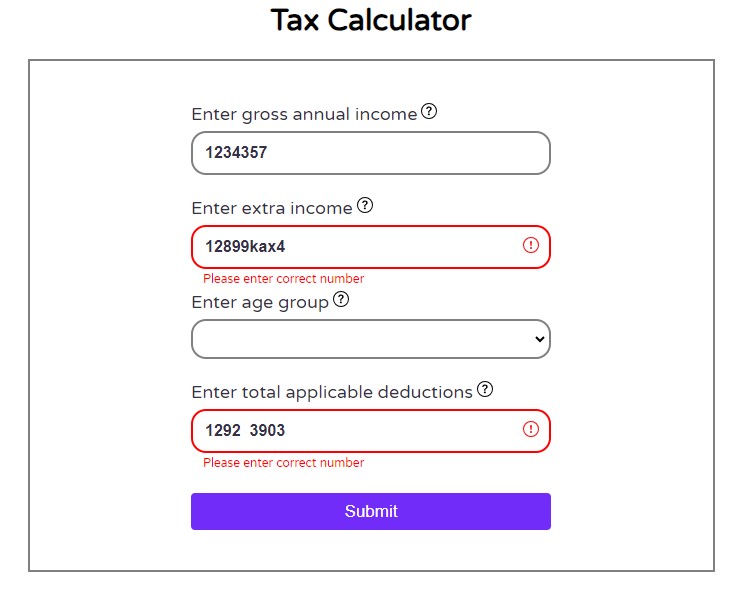 Tax Calculator
Enter gross annual income
1234357
Enter extra income
12899kax4
Please enter correct number
Enter age group
Enter total applicable deductions
1292  3903
Please enter correct number
Submit